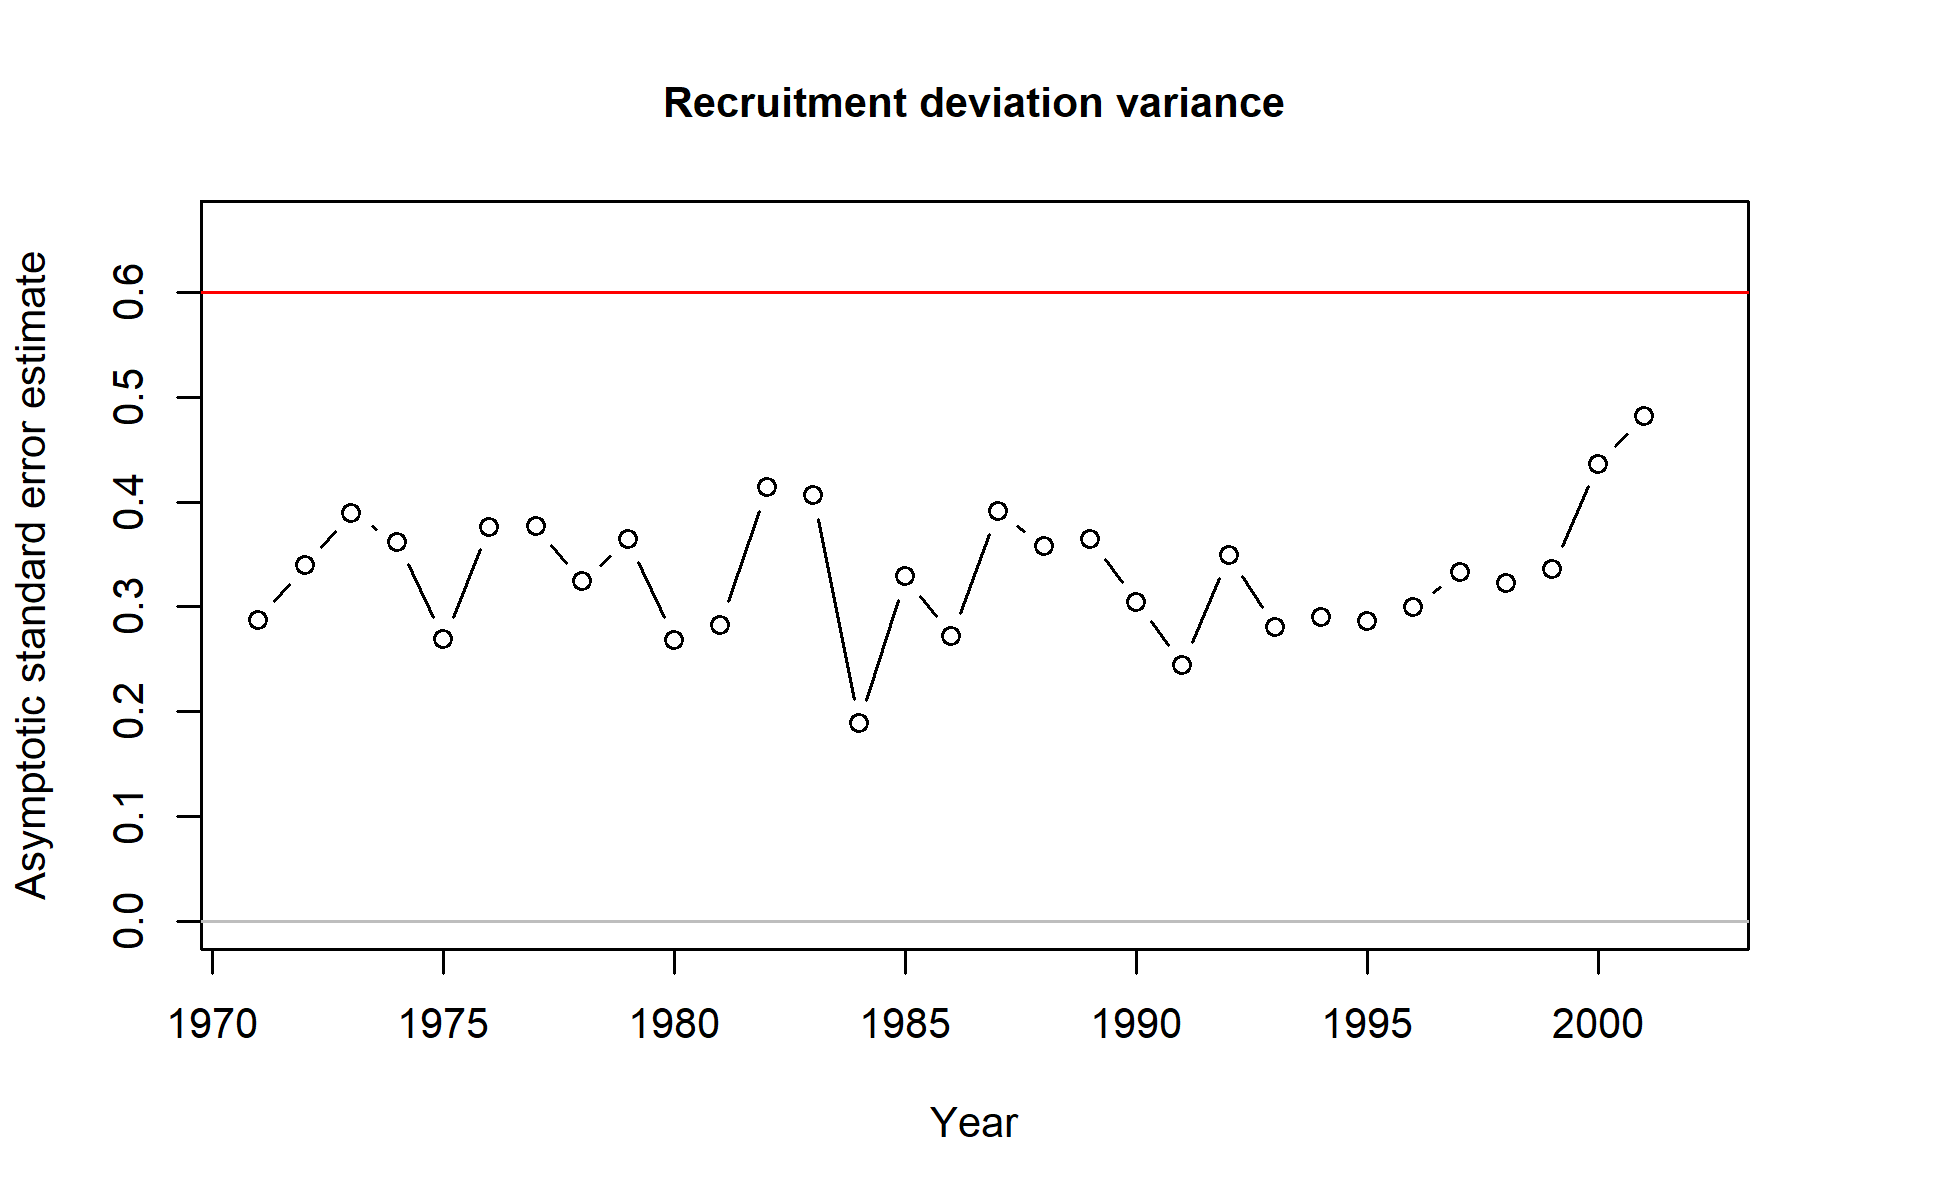 Recruitment deviation variance
Asymptotic standard error estimate
0.6
0.5
0.4
0.3
0.2
0.1
0.0
1970 1975 1980 1985 1990 1995 2000
Year